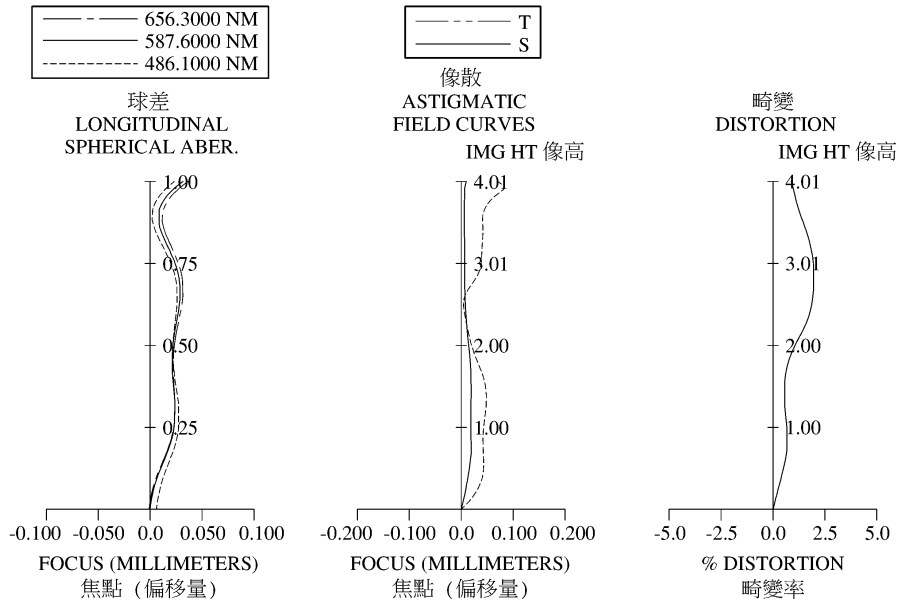 656.3000 NM
587.6000 NM
486.1000 NM
球差
LONGITUDINAL
SPHERICAL ABER.
1.00
0.75
0.50
0.25
-0.100 -0.050 0.0 0.050 0.100
FOCUS (MILLIMETERS)
焦點 (偏移量)
T
S
像散
ASTIGMATIC
FIELD CURVES
IMG HT 像高
4.01
3.01
2.00
1.00
-0.200 -0.100 0.0 0.100 0.200
FOCUS (MILLIMETERS)
焦點 (偏移量)
畸變
DISTORTION
IMG HT 像高
4.01
3.01
2.00
1.00
-5.0 -2.5 0.0 2.5 5.0
% DISTORTION
畸變率